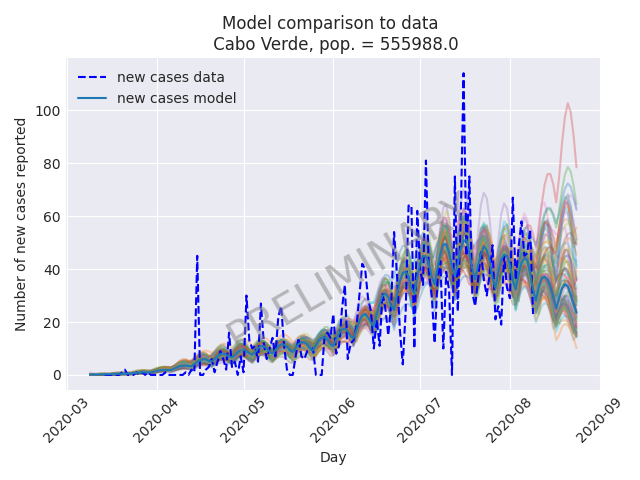 Model comparison to data
Cabo Verde, pop. = 555988.0
new cases data
new cases model
PRELIMINARY
Number of new cases reported
100
80
60
40
20
0
2020-03
2020-04
2020-05
2020-06
2020-07
2020-08
2020-09
Day